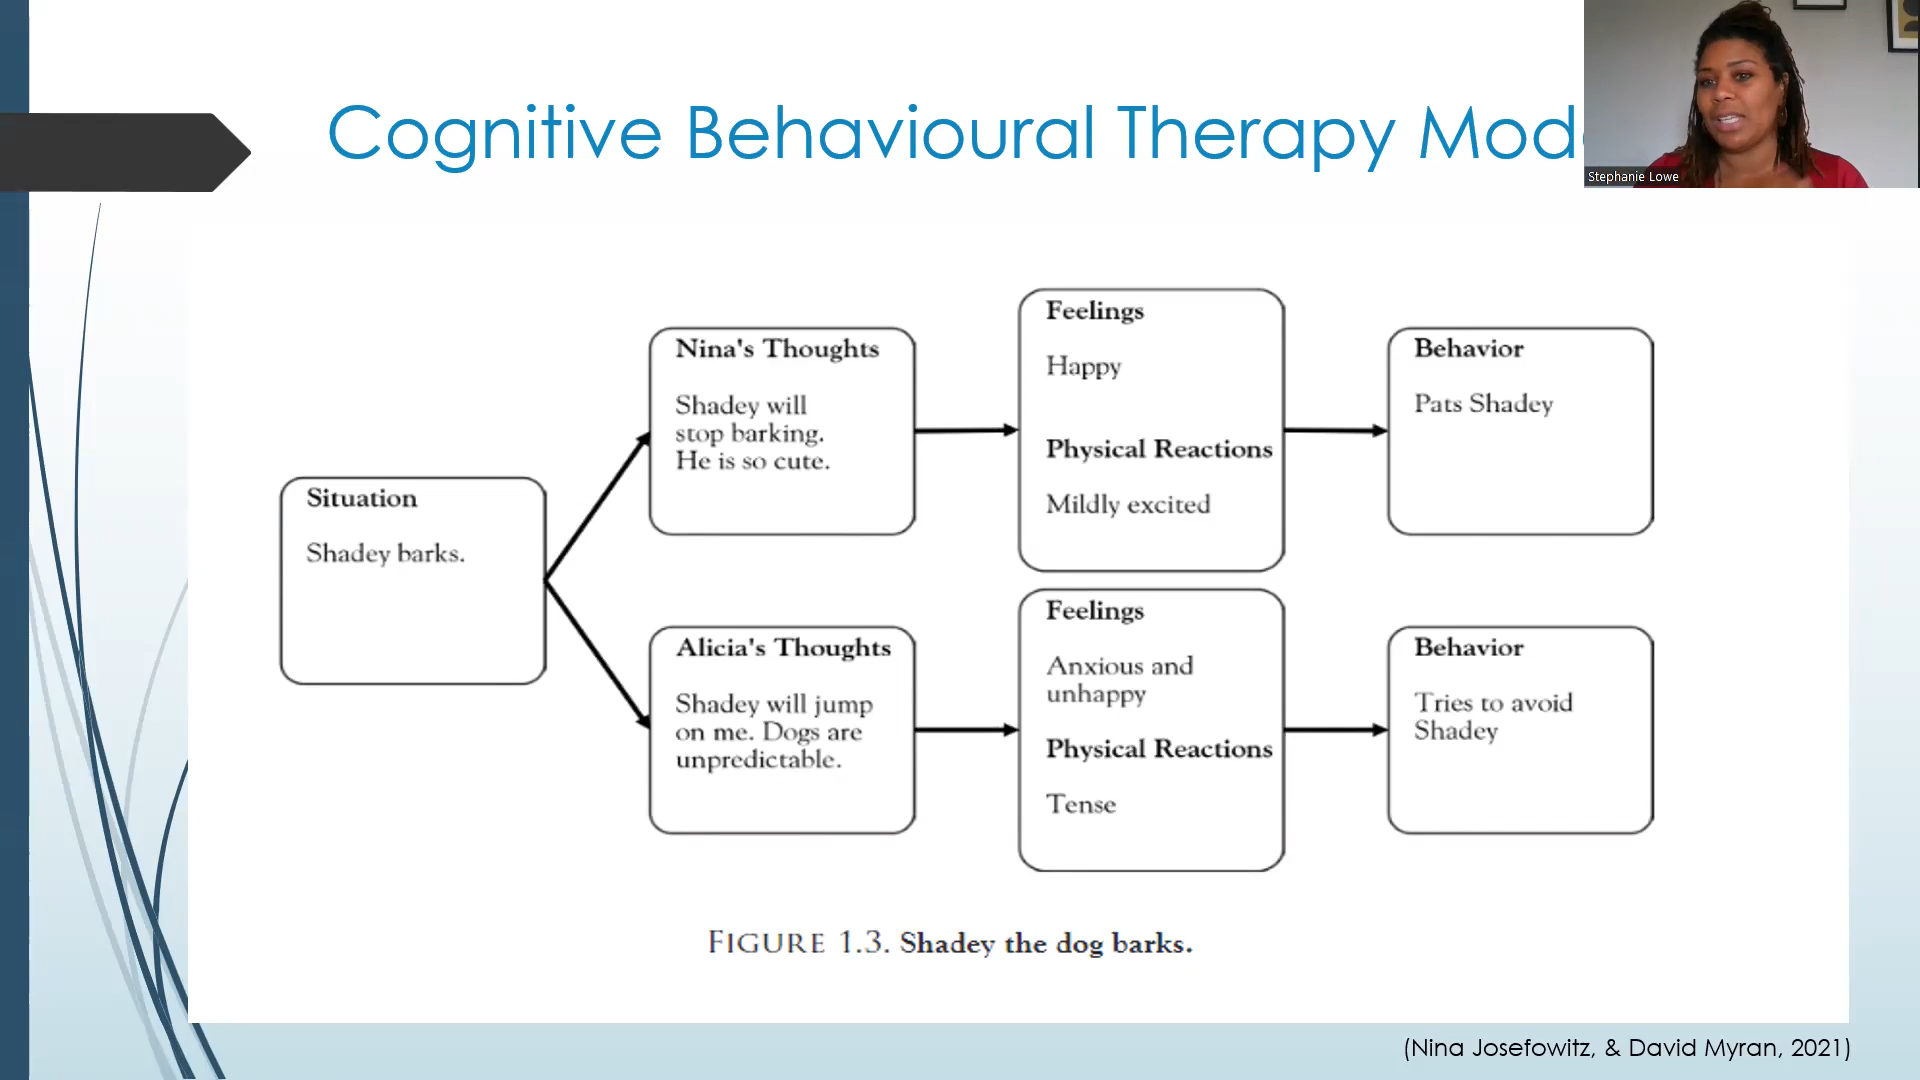 Cognitive Behavioural Therapy Mod
Stephanie Lowe
Situation
Shadey barks.
Nina's Thoughts
Shadey will
stop barking.
He is so cute.
Feelings
Happy
Physical Reactions
Mildly excited
Behavior
Pats Shadey
Alicia's Thoughts
Shadey will jump
on me. Dogs are
unpredictable.
Feelings
Anxious and
unhappy
Physical Reactions
Tense
Behavior
Tries to avoid
Shadey
FIGURE 1.3. Shadey the dog barks.
(Nina Josefowitz, & David Myran, 2021)